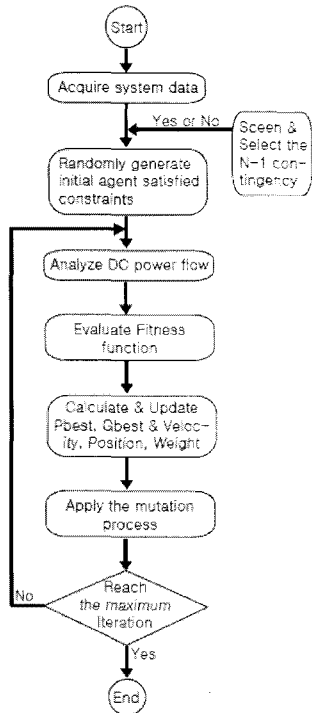 Start
Acquire system data
Yes or No
Sceen &
Select the
N-1 con-
tingency
Randomly generate
initial agent satisfied
constraints
Analyze DC power flow
Evaluate Fitness
function
Calculate & Update
Pbest, Gbest & Veloc-
ity, Position, Weight
Apply the mutation
process
Reach
the maximum
Iteration
No
Yes
End